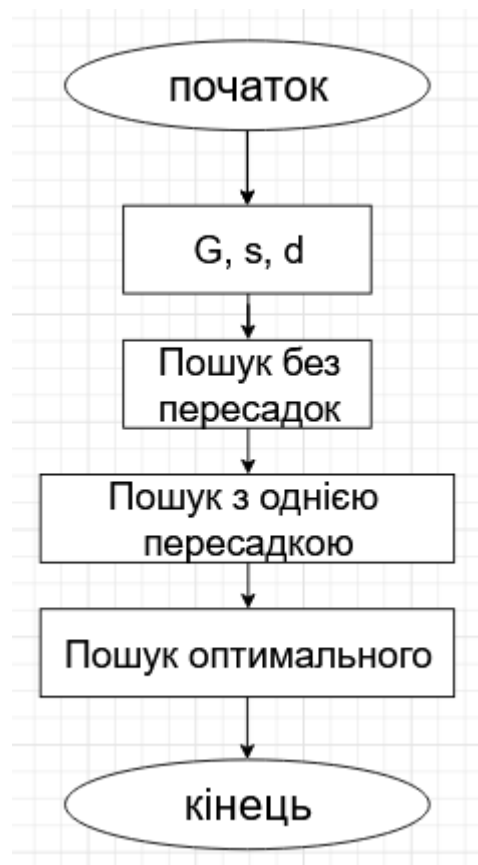 початок
G, s, d
Пошук без
пересадок
Пошук з однією
пересадкою
Пошук оптимального
кінець